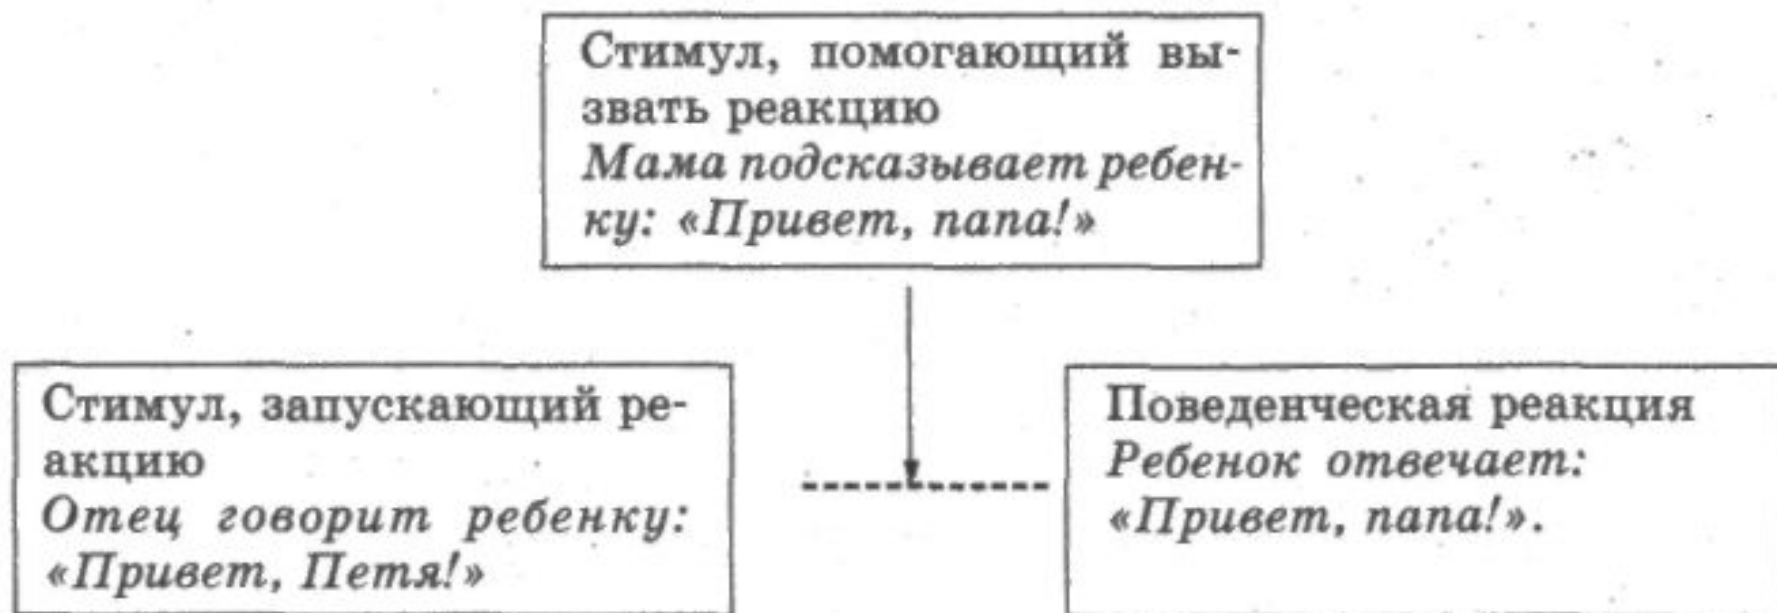 Стимул, помогающий вы-
звать реакцию
Мама подсказывает ребен-
ку: «Привет, папа!»
Стимул, запускающий ре-
акцию
Отец говорит ребенку:
«Привет, Петя!»
Поведенческая реакция
Ребенок отвечает:
«Привет, папа!».